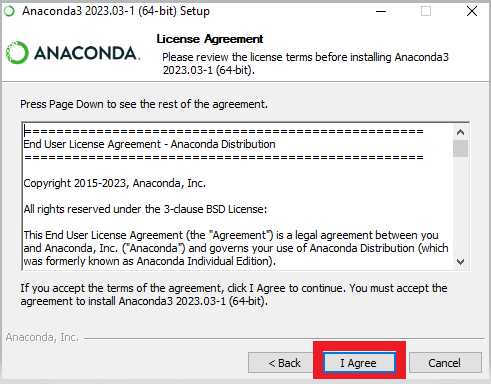 Anaconda3 2023.03-1 (64-bit) Setup
ANACONDA.
License Agreement
Please review the license terms before installing Anaconda3
2023.03-1 (64-bit).
Press Page Down to see the rest of the agreement.
==================================================
End User License Agreement - Anaconda Distribution
==================================================
Copyright 2015-2023, Anaconda, Inc.
All rights reserved under the 3-clause BSD License:
This End User License Agreement (the "Agreement") is a legal agreement between you
and Anaconda, Inc. ("Anaconda") and governs your use of Anaconda Distribution (which
was formerly known as Anaconda Individual Edition).
If you accept the terms of the agreement, click I Agree to continue. You must accept the
agreement to install Anaconda3 2023.03-1 (64-bit).
Anaconda, Inc.
< Back
I Agree
Cancel